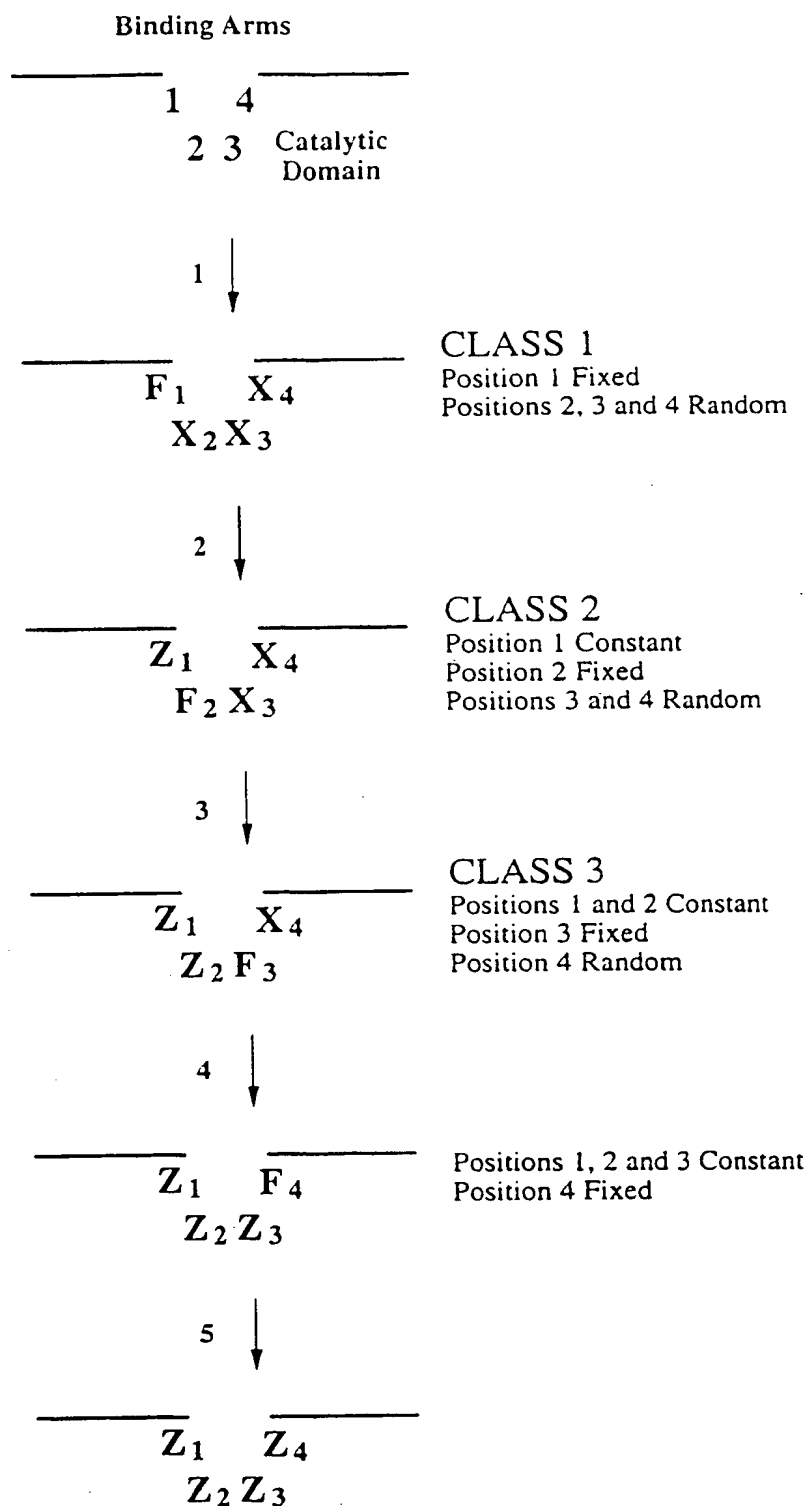 Binding Arms
1 4
2 3 Catalytic
Domain
1
F1 X4
X2 X3
CLASS 1
Position 1 Fixed
Positions 2, 3 and 4 Random
2
Z1 X4
F2 X3
CLASS 2
Position 1 Constant
Position 2 Fixed
Positions 3 and 4 Random
3
Z1 X4
Z2 F3
CLASS 3
Positions 1 and 2 Constant
Position 3 Fixed
Position 4 Random
4
Z1 F4
Z2 Z3
Positions 1, 2 and 3 Constant
Position 4 Fixed
5
Z1 Z4
Z2 Z3